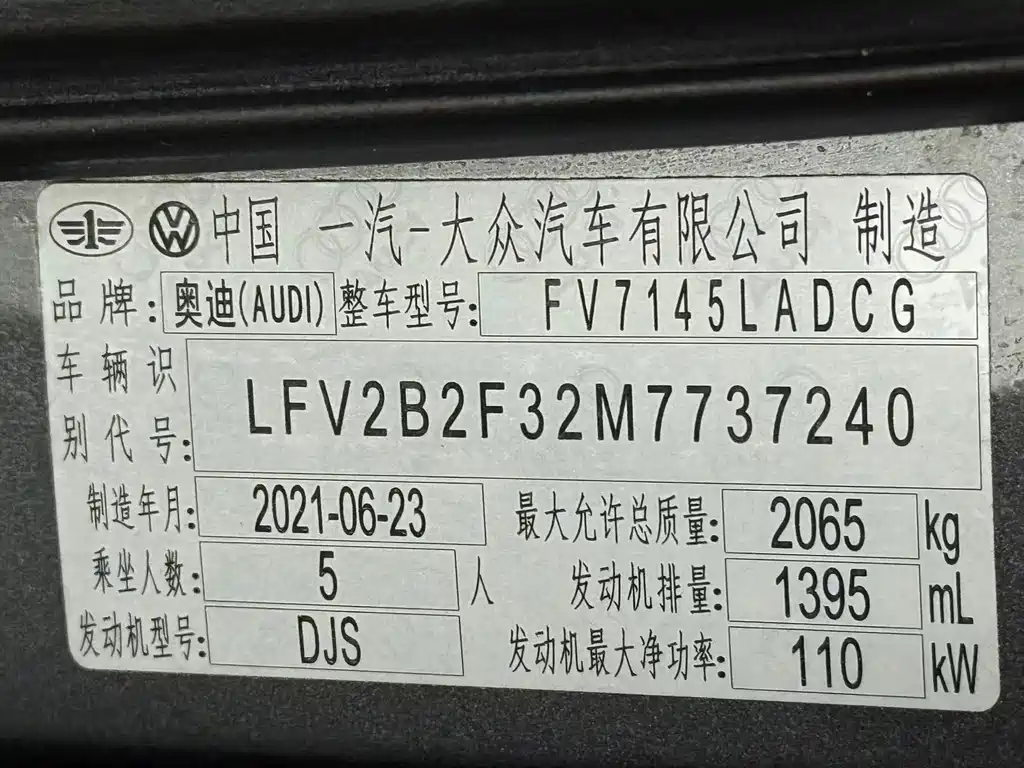 中国 一汽-大众汽车有限公司 制造
品牌: 奥迪(AUDI) 整车型号: FV7145LADCG
车辆识别代号: LFV2B2F32M7737240
制造年月: 2021-06-23 最大允许总质量: 2065 kg
乘坐人数: 5 人 发动机排量: 1395 mL
发动机型号: DJS 发动机最大净功率: 110 kW